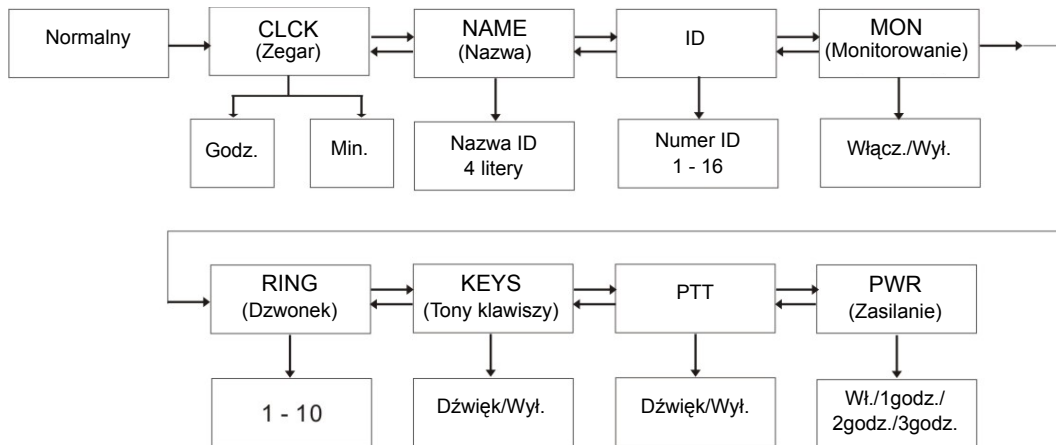 Normalny
CLCK
(Zegar)
NAME
(Nazwa)
ID
MON
(Monitorowanie)
Godz.
Min.
Nazwa ID
4 litery
Numer ID
1 - 16
Włącz./Wył.
RING
(Dzwonek)
KEYS
(Tony klawiszy)
PTT
PWR
(Zasilanie)
1 - 10
Dźwięk/Wył.
Dźwięk/Wył.
Wł./1godz./
2godz./3godz.